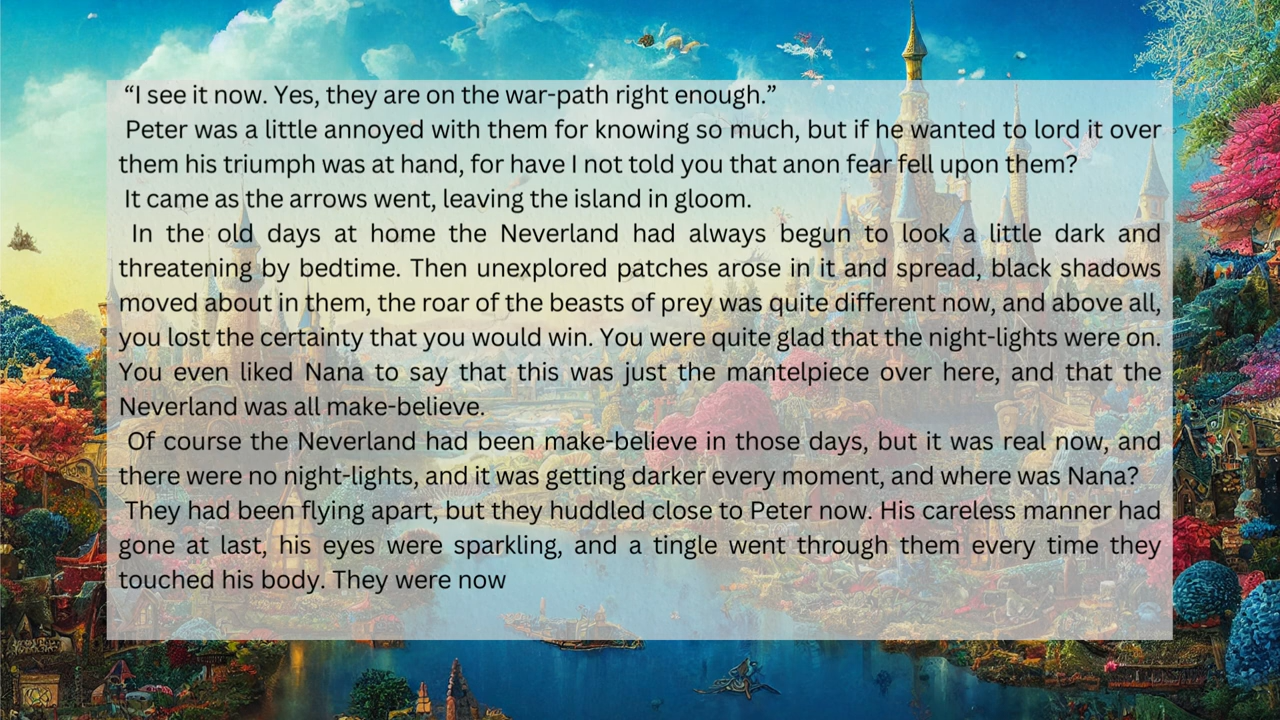 “I see it now. Yes, they are on the war-path right enough.”
Peter was a little annoyed with them for knowing so much, but if he wanted to lord it over
them his triumph was at hand, for have I not told you that anon fear fell upon them?
It came as the arrows went, leaving the island in gloom.
In the old days at home the Neverland had always begun to look a little dark and
threatening by bedtime. Then unexplored patches arose in it and spread, black shadows
moved about in them, the roar of the beasts of prey was quite different now, and above all,
you lost the certainty that you would win. You were quite glad that the night-lights were on.
You even liked Nana to say that this was just the mantelpiece over here, and that the
Neverland was all make-believe.
Of course the Neverland had been make-believe in those days, but it was real now, and
there were no night-lights, and it was getting darker every moment, and where was Nana?
They had been flying apart, but they huddled close to Peter now. His careless manner had
gone at last, his eyes were sparkling, and a tingle went through them every time they
touched his body. They were now